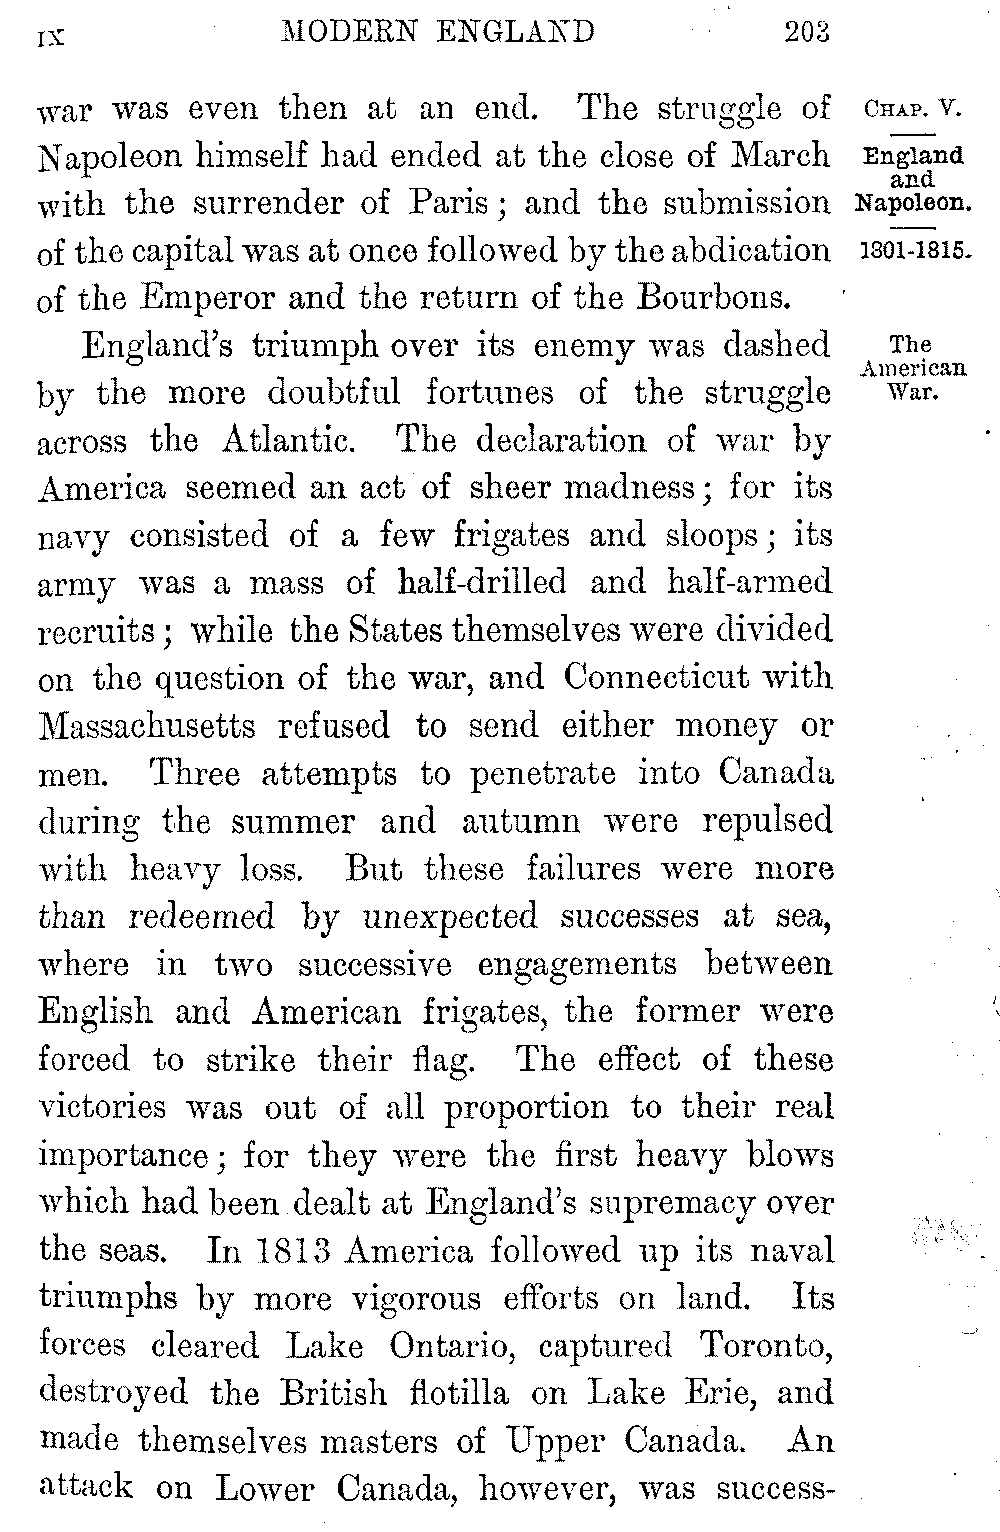 IX MODERN ENGLAND 203
war was even then at an end. The struggle of
Napoleon himself had ended at the close of March
with the surrender of Paris; and the submission
of the capital was at once followed by the abdication
of the Emperor and the return of the Bourbons.
England's triumph over its enemy was dashed
by the more doubtful fortunes of the struggle
across the Atlantic. The declaration of war by
America seemed an act of sheer madness; for its
navy consisted of a few frigates and sloops; its
army was a mass of half-drilled and half-armed
recruits; while the States themselves were divided
on the question of the war, and Connecticut with
Massachusetts refused to send either money or
men. Three attempts to penetrate into Canada
during the summer and autumn were repulsed
with heavy loss. But these failures were more
than redeemed by unexpected successes at sea,
where in two successive engagements between
English and American frigates, the former were
forced to strike their flag. The effect of these
victories was out of all proportion to their real
importance; for they were the first heavy blows
which had been dealt at England's supremacy over
the seas. In 1813 America followed up its naval
triumphs by more vigorous efforts on land. Its
forces cleared Lake Ontario, captured Toronto,
destroyed the British flotilla on Lake Erie, and
made themselves masters of Upper Canada. An
attack on Lower Canada, however, was success-
CHAP. V.
England
and
Napoleon.
1801-1815.
The
American
War.